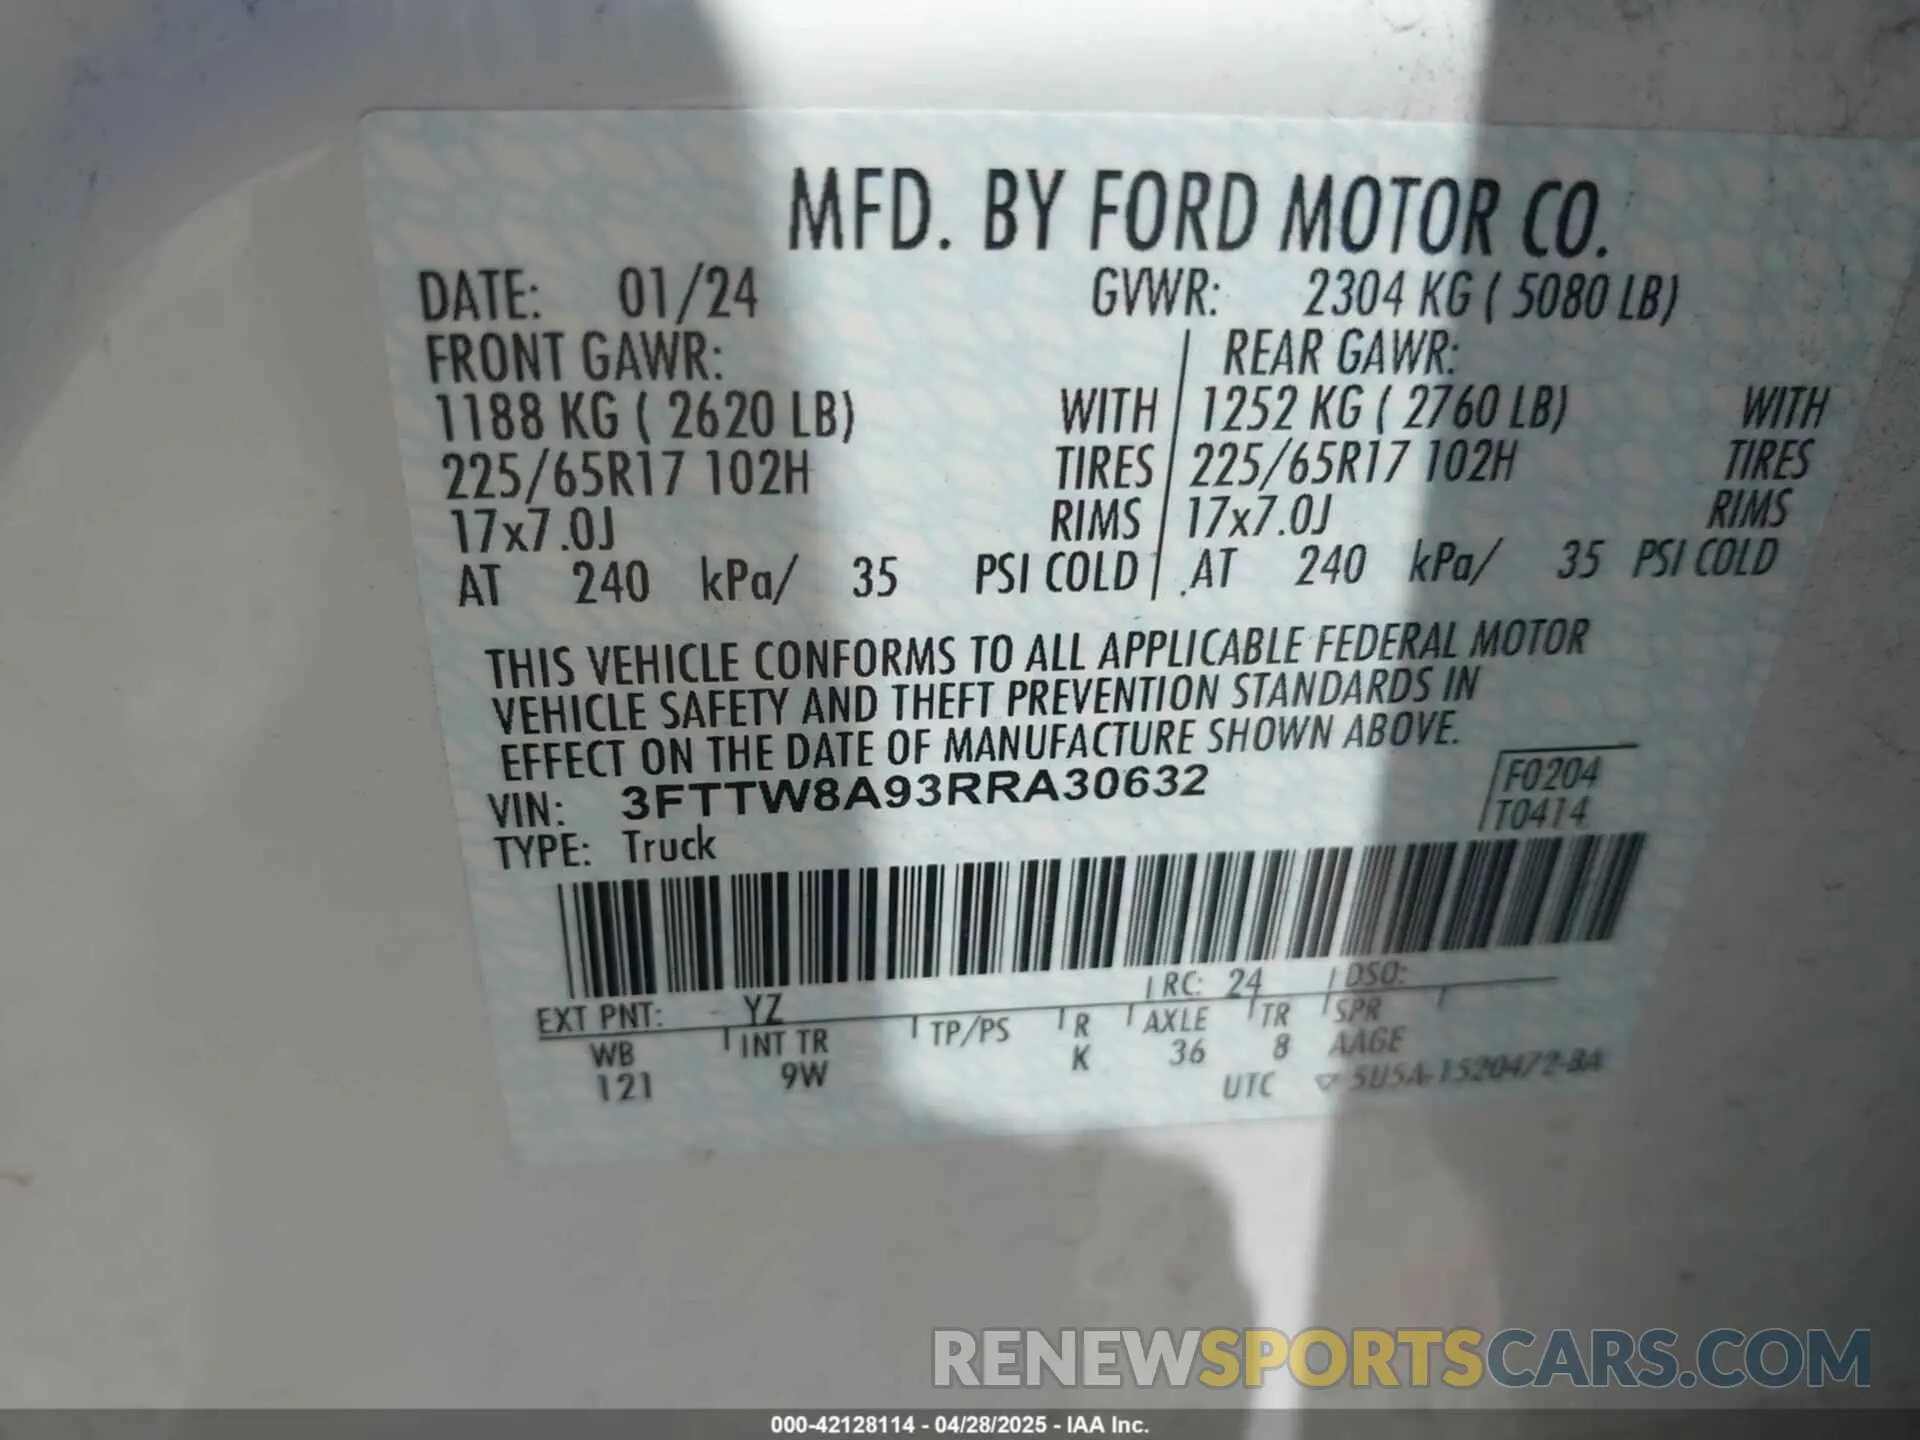 MFD. BY FORD MOTOR CO.
DATE: 01/24 GVWR: 2304 KG ( 5080 LB)
FRONT GAWR: REAR GAWR:
1188 KG ( 2620 LB) WITH 1252 KG ( 2760 LB) WITH
225/65R17 102H TIRES 225/65R17 102H TIRES
17x7.0J RIMS 17x7.0J RIMS
AT 240 kPa/ 35 PSI COLD AT 240 kPa/ 35 PSI COLD
THIS VEHICLE CONFORMS TO ALL APPLICABLE FEDERAL MOTOR
VEHICLE SAFETY AND THEFT PREVENTION STANDARDS IN
EFFECT ON THE DATE OF MANUFACTURE SHOWN ABOVE.
VIN: 3FTTW8A93RRA30632 F0204
TYPE: Truck T0414
EXT PNT: YZ RC: 24 DSO:
WB INT TR TP/PS R AXLE TR SPR
121 9W K 36 8 AAGE
UTC
RENEWSPORTSCARS.COM
000-42128114 - 04/28/2025 - IAA Inc.